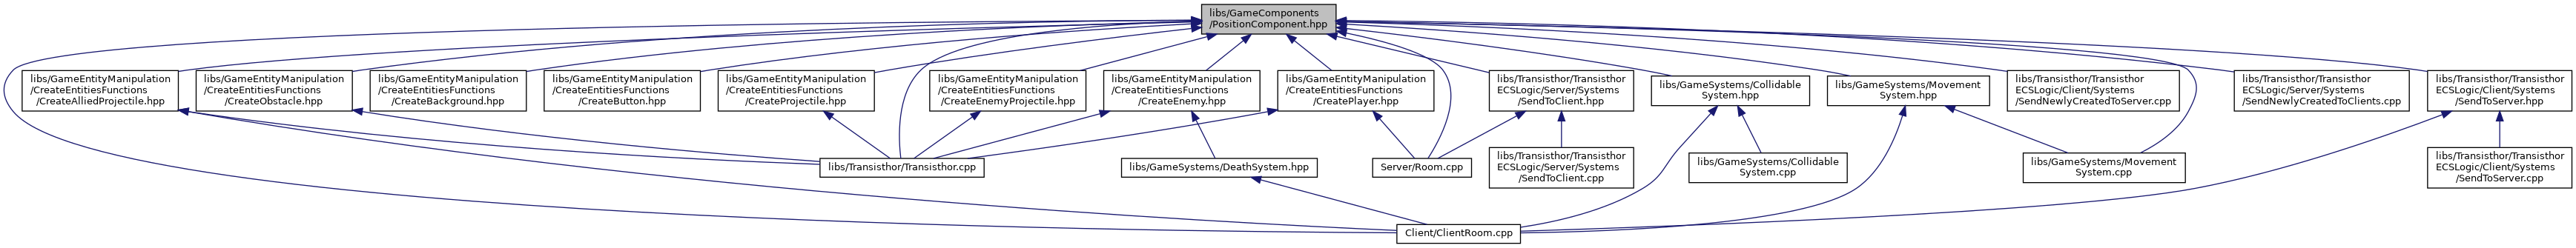 libs/GameComponents
/PositionComponent.hpp
libs/GameEntityManipulation
/CreateEntitiesFunctions
/CreateAlliedProjectile.hpp
libs/GameEntityManipulation
/CreateEntitiesFunctions
/CreateObstacle.hpp
libs/GameEntityManipulation
/CreateEntitiesFunctions
/CreateBackground.hpp
libs/GameEntityManipulation
/CreateEntitiesFunctions
/CreateButton.hpp
libs/GameEntityManipulation
/CreateEntitiesFunctions
/CreateProjectile.hpp
libs/GameEntityManipulation
/CreateEntitiesFunctions
/CreateEnemyProjectile.hpp
libs/GameEntityManipulation
/CreateEntitiesFunctions
/CreateEnemy.hpp
libs/GameEntityManipulation
/CreateEntitiesFunctions
/CreatePlayer.hpp
libs/Transisthor/Transisthor
ECSLogic/Server/Systems
/SendToClient.hpp
libs/GameSystems/Collidable
System.hpp
libs/GameSystems/Movement
System.hpp
libs/Transisthor/Transisthor
ECSLogic/Client/Systems
/SendNewlyCreatedToServer.cpp
libs/Transisthor/Transisthor
ECSLogic/Server/Systems
/SendNewlyCreatedToClients.cpp
libs/Transisthor/Transisthor
ECSLogic/Client/Systems
/SendToServer.hpp
libs/Transisthor/Transisthor.cpp
libs/GameSystems/DeathSystem.hpp
Server/Room.cpp
libs/Transisthor/Transisthor
ECSLogic/Server/Systems
/SendToClient.cpp
libs/GameSystems/Collidable
System.cpp
libs/GameSystems/Movement
System.cpp
libs/Transisthor/Transisthor
ECSLogic/Client/Systems
/SendToServer.cpp
Client/ClientRoom.cpp